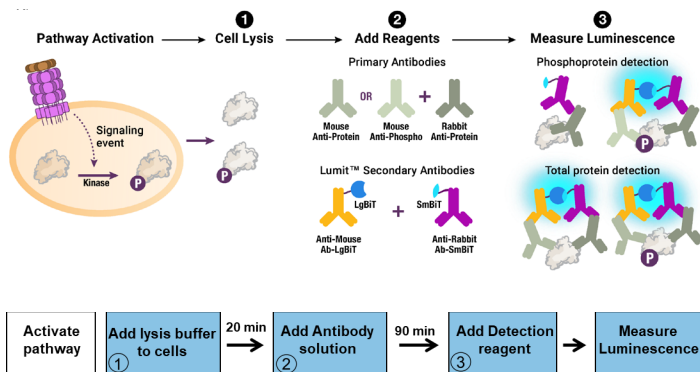 1
2
3
Pathway Activation
Cell Lysis
Add Reagents
Measure Luminescence
Primary Antibodies
Phosphoprotein detection
Signaling
event
Kinase
P
P
OR
+
Mouse
Anti-Protein
Mouse
Anti-Phospho
Rabbit
Anti-Protein
P
Lumit™ Secondary Antibodies
Total protein detection
LgBiT
SmBiT
+
Anti-Mouse
Ab-LgBiT
Anti-Rabbit
Ab-SmBiT
P
Activate
pathway
Add lysis buffer
to cells
1
20 min
Add Antibody
solution
2
90 min
Add Detection
reagent
3
Measure
Luminescence